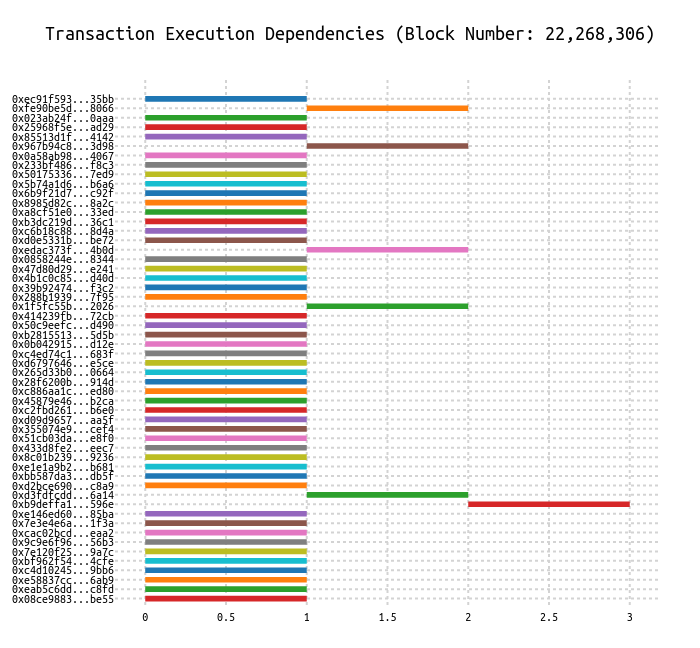 Transaction Execution Dependencies (Block Number: 22,268,306)
0xec91f593...35bb
0xfe90be5d...8066
0x023ab24f...0aaa
0x25968f5e...ad29
0x85513d1f...4142
0x967b94c8...3d98
0x0a58ab98...4067
0x233bf486...f8c3
0x50175336...7ed9
0x5b74a1d6...b6a6
0x6b9f21d7...c92f
0x8985d82c...8a2c
0xa8cf51e0...33ed
0xb3dc219d...36c1
0xc6b18c88...8d4a
0xd0e5331b...be72
0xedac373f...4b0d
0x0858244e...8344
0x47d80d29...e241
0x4b1c0c85...d40d
0x39b92474...f3c2
0x288b1939...7f95
0x1f5fc55b...2026
0x414239fb...72cb
0x50c9eefc...d490
0xb2815513...5d5b
0x0b042915...d12e
0xc4ed74c1...683f
0xd6797646...e5ce
0x265d33b0...0664
0x28f6200b...914d
0xc886aa1c...ed80
0x45879e46...b2ca
0xc2fbd261...b6e0
0xd09d9657...aa5f
0x355074e9...cef4
0x51cb03da...e8f0
0x433d8fe2...eec7
0x8c01b239...9236
0xe1e1a9b2...b681
0xbb587da3...db5f
0xd2bce690...c8a9
0xd3fdfcdd...6a14
0xb9deffa1...596e
0xe146ed60...85ba
0x7e3e4e6a...1f3a
0xcac02bcd...eaa2
0x9c9e6f96...56b3
0x7e120f25...9a7c
0xbf962f54...4cfe
0xc4d10245...9bb6
0xe58837cc...6ab9
0xeab5c6dd...c8fd
0x08ce9883...be55
0 0.5 1 1.5 2 2.5 3